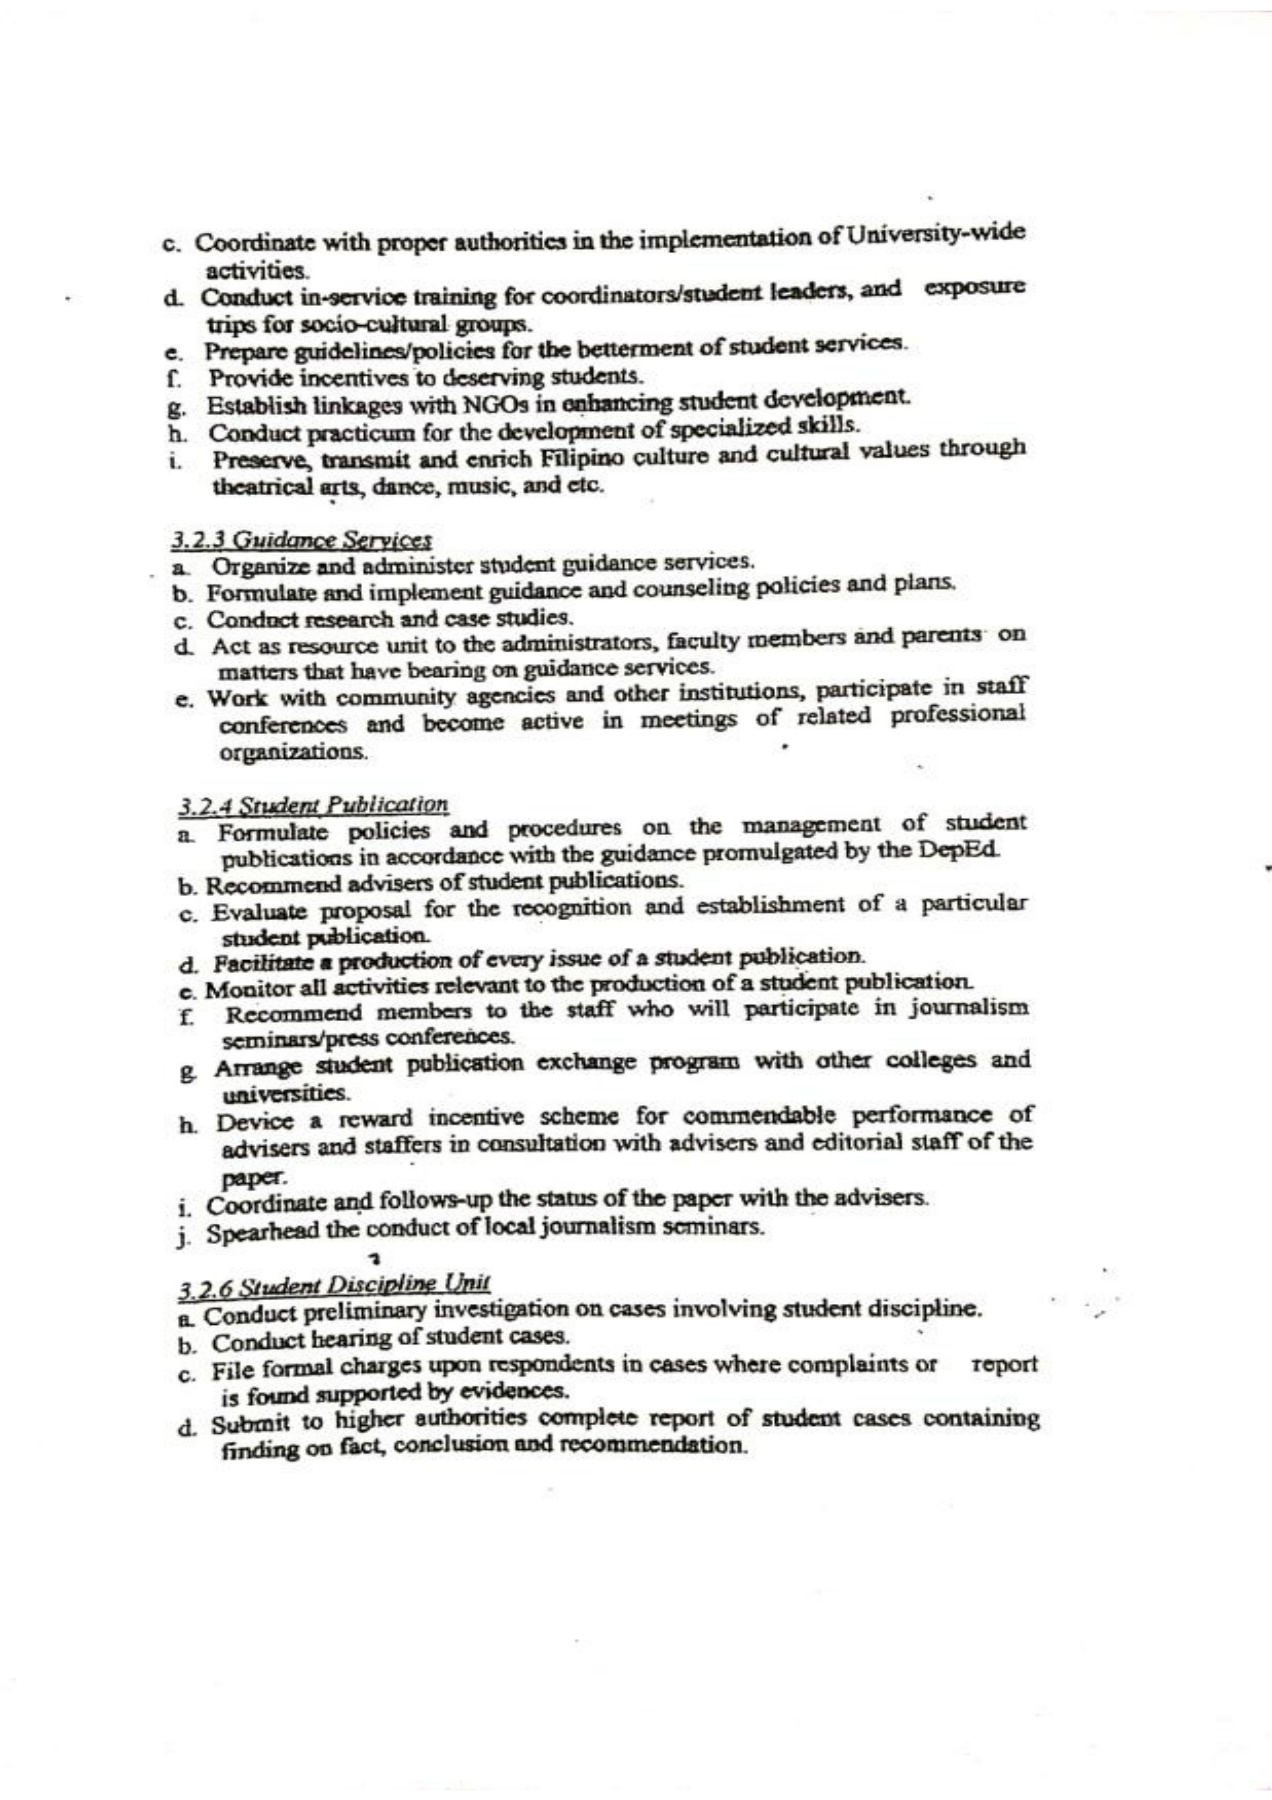 c. Coordinate with proper authorities in the implementation of University-wide
activities.
d. Conduct in-service training for coordinators/student leaders, and exposure
trips for socio-cultural groups.
e. Prepare guidelines/policies for the betterment of student services.
f. Provide incentives to deserving students.
g. Establish linkages with NGOs in enhancing student development.
h. Conduct practicum for the development of specialized skills.
i. Preserve, transmit and enrich Filipino culture and cultural values through
theatrical arts, dance, music, and etc.
3.2.3 Guidance Services
a. Organize and administer student guidance services.
b. Formulate and implement guidance and counseling policies and plans.
c. Conduct research and case studies.
d. Act as resource unit to the administrators, faculty members and parents on
matters that have bearing on guidance services.
e. Work with community agencies and other institutions, participate in staff
conferences and become active in meetings of related professional
organizations.
3.2.4 Student Publication
a. Formulate policies and procedures on the management of student
publications in accordance with the guidance promulgated by the DepEd.
b. Recommend advisers of student publications.
c. Evaluate proposal for the recognition and establishment of a particular
student publication.
d. Facilitate a production of every issue of a student publication.
e. Monitor all activities relevant to the production of a student publication.
f. Recommend members to the staff who will participate in journalism
seminars/press conferences.
g. Arrange student publication exchange program with other colleges and
universities.
h. Device a reward incentive scheme for commendable performance of
advisers and staffers in consultation with advisers and editorial staff of the
paper.
i. Coordinate and follows-up the status of the paper with the advisers.
j. Spearhead the conduct of local journalism seminars.
3.2.6 Student Discipline Unit
a. Conduct preliminary investigation on cases involving student discipline.
b. Conduct hearing of student cases.
c. File formal charges upon respondents in cases where complaints or report
is found supported by evidences.
d. Submit to higher authorities complete report of student cases containing
finding on fact, conclusion and recommendation.